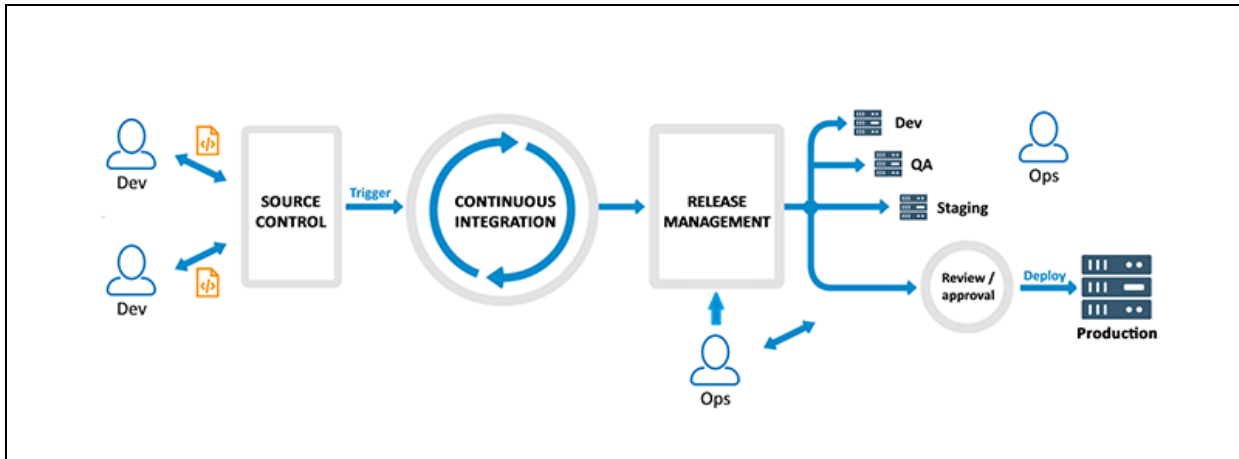 Dev
Dev
SOURCE
CONTROL
Trigger
CONTINUOUS
INTEGRATION
RELEASE
MANAGEMENT
Ops
Dev
QA
Staging
Ops
Review /
approval
Deploy
Production